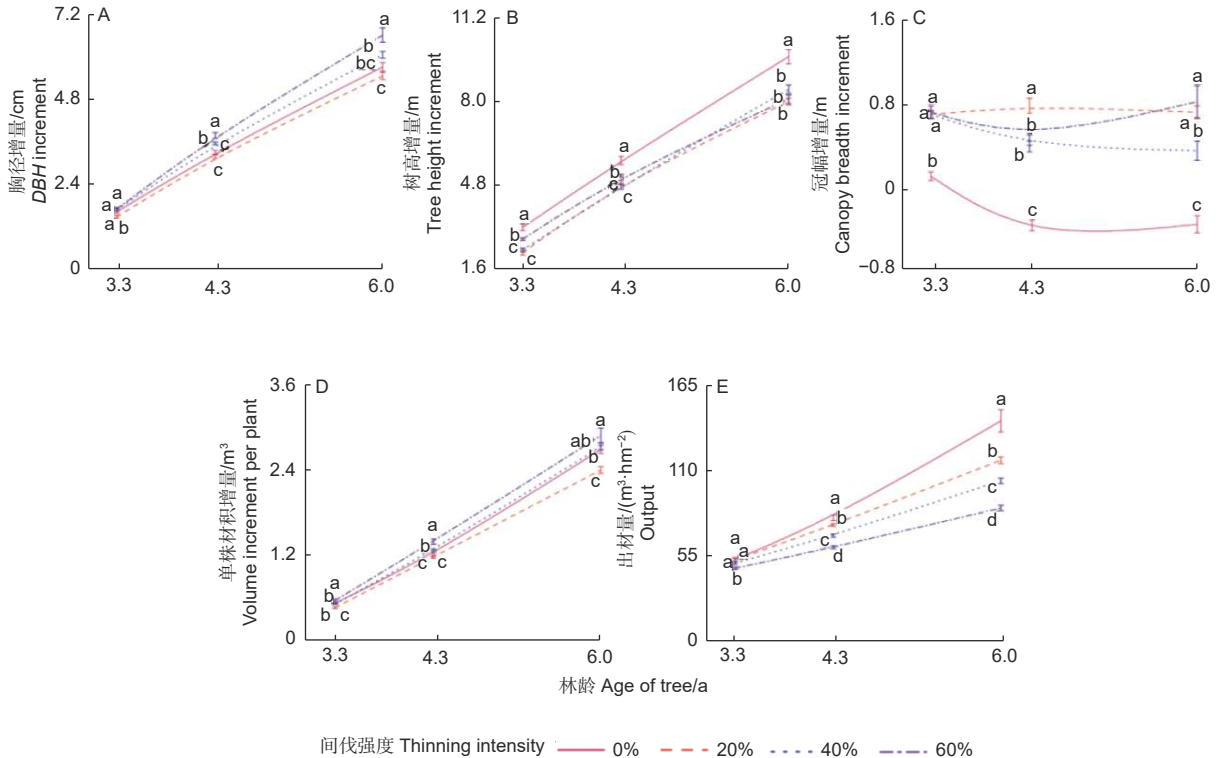 A
7.2
4.8
2.4
0
3.3
4.3
6.0
胸径增量/cm
DBH increment
a
a
a
b
a
b
c
c
a
b
bc
c
B
11.2
8.0
4.8
1.6
3.3
4.3
6.0
树高增量/m
Tree height increment
a
b
c
c
a
b
c
c
a
b
b
b
C
1.6
0.8
0
−0.8
3.3
4.3
6.0
冠幅增量/m
Canopy breadth increment
a
a
a
b
a
b
b
c
a
a
b
c
D
3.6
2.4
1.2
0
3.3
4.3
6.0
单株材积增量/m³
Volume increment per plant
a
b
b
c
a
b
c
c
a
ab
b
c
E
165
110
55
0
3.3
4.3
6.0
出材量/(m³·hm⁻²)
Output
a
a
a
b
a
b
c
d
a
b
c
d
林龄 Age of tree/a
间伐强度 Thinning intensity 0% 20% 40% 60%